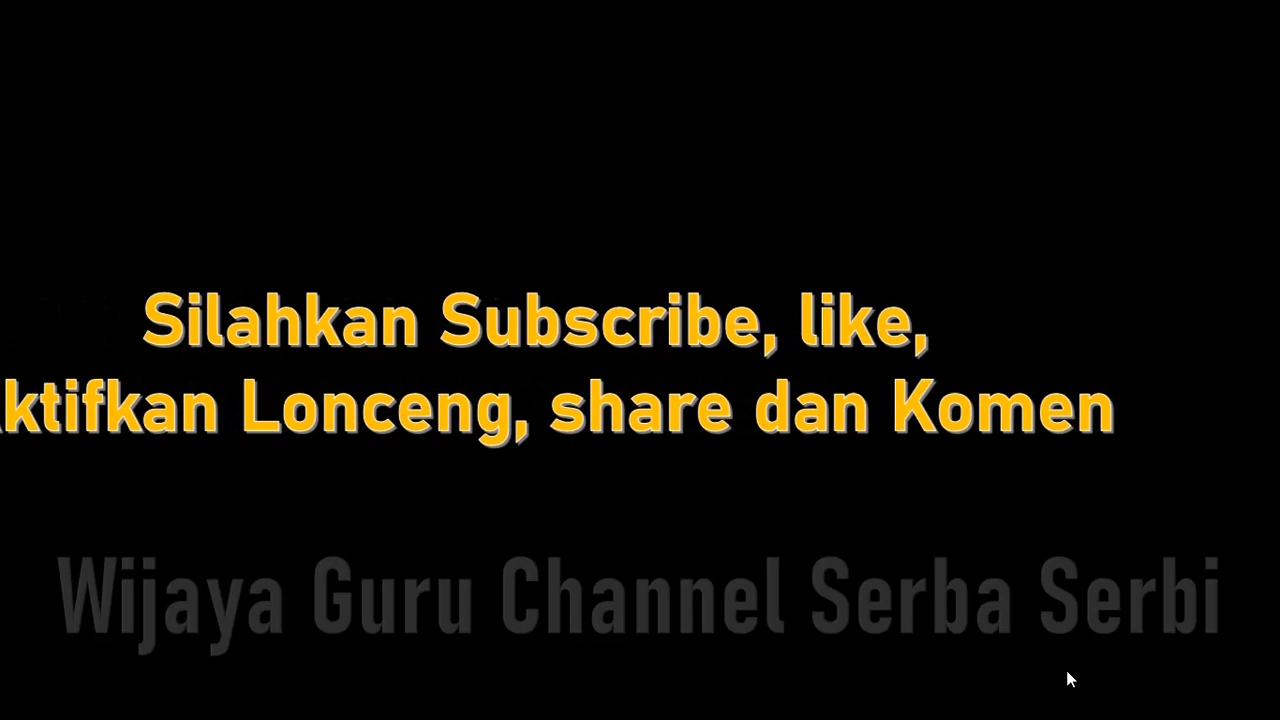 Silahkan Subscribe, like,
ktifkan Lonceng, share dan Komen
Wijaya Guru Channel Serba Serbi